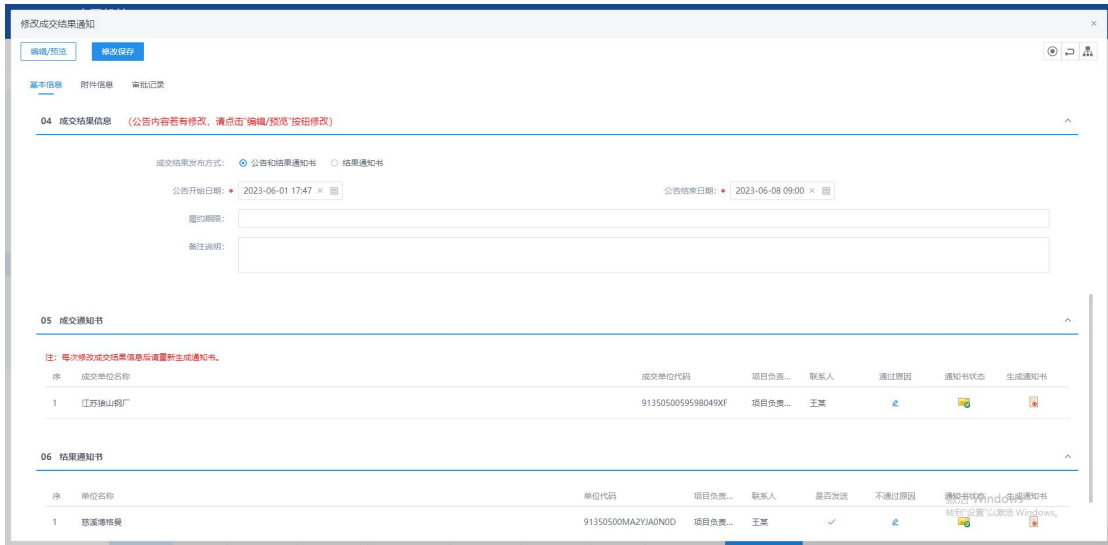 修改成交结果通知 ×
编辑/预览 修改保存
基本信息 附件信息 审批记录
04 成交结果信息 (公告内容若有修改,请点击"编辑/预览"按钮修改)
成交结果发布方式: 公告和结果通知书 结果通知书
公告开始日期: * 2023-06-01 17:47 × 公告结束日期: * 2023-06-08 09:00 ×
履约期限:
备注说明:
05 成交通知书
注:每次修改成交结果信息后请重新生成通知书。
序 成交单位名称 成交单位代码 项目负责... 联系人 通过原因 通知书状态 生成通知书
1 江苏狼山钢厂 9135050059598049XF 项目负责... 王某
06 结果通知书
序 单位名称 单位代码 项目负责... 联系人 是否发送 不通过原因 通知书状态 生成通知书
激活 Windows
转到"设置"以激活 Windows。
1 慈溪博格曼 91350500MA2YJA0N0D 项目负责... 王某